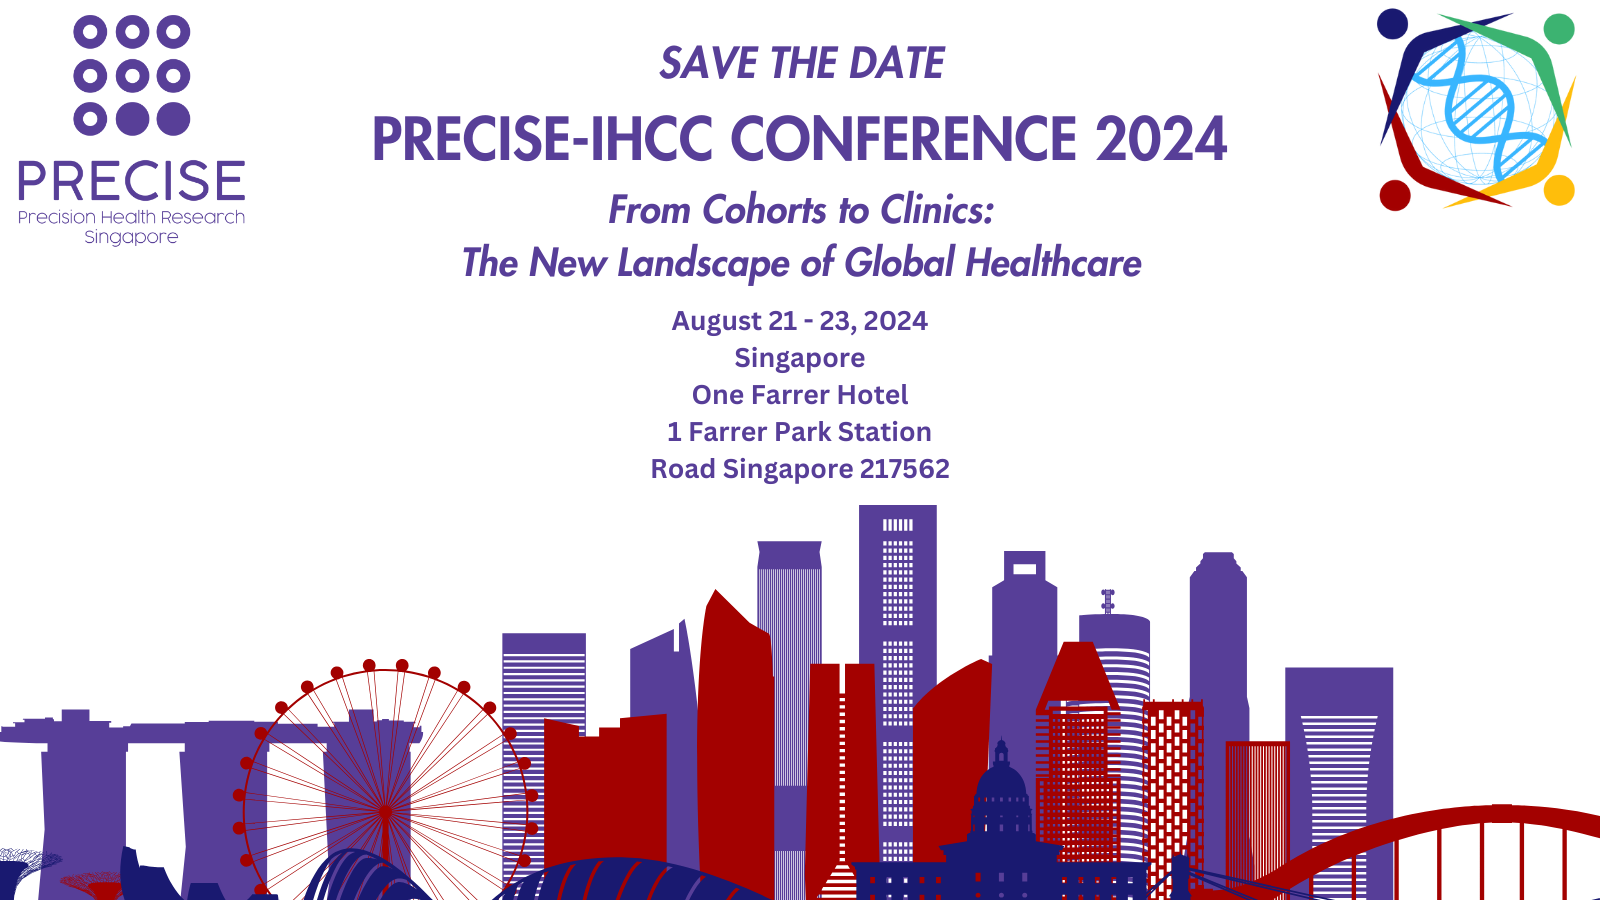 PRECISE
Precision Health Research
Singapore
SAVE THE DATE
PRECISE-IHCC CONFERENCE 2024
From Cohorts to Clinics:
The New Landscape of Global Healthcare
August 21 - 23, 2024
Singapore
One Farrer Hotel
1 Farrer Park Station
Road Singapore 217562